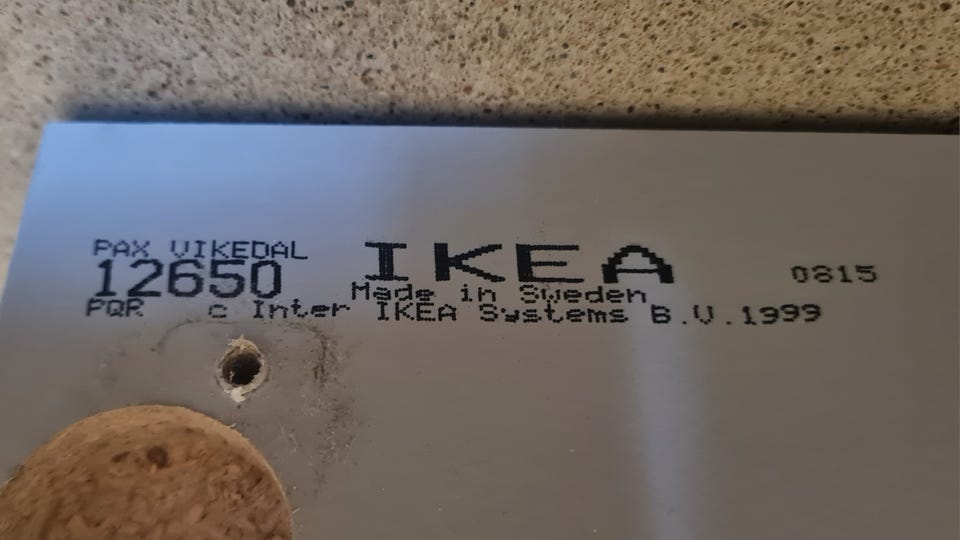 PAX VIKEDAL
12650
PQR
IKEA
Made in Sweden
c Inter IKEA Systems B.V.1999
0815